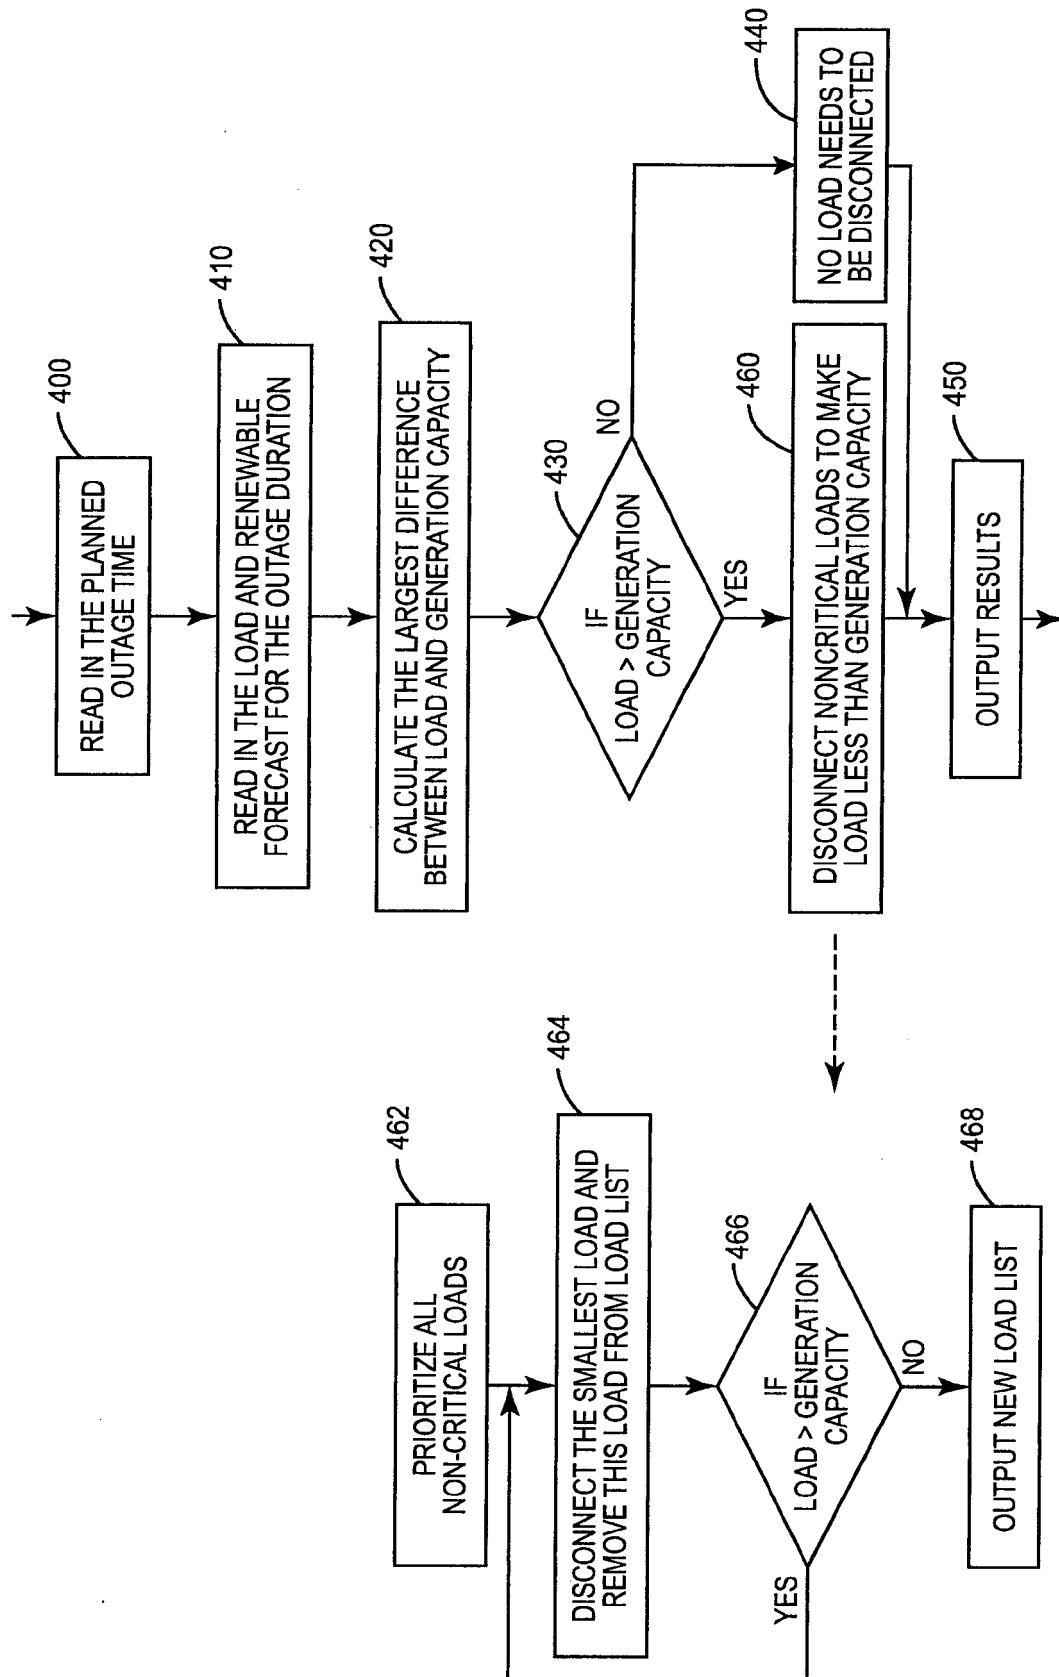 400
READ IN THE PLANNED
OUTAGE TIME
410
READ IN THE LOAD AND RENEWABLE
FORECAST FOR THE OUTAGE DURATION
420
CALCULATE THE LARGEST DIFFERENCE
BETWEEN LOAD AND GENERATION CAPACITY
430
IF
LOAD > GENERATION
CAPACITY
NO
YES
440
NO LOAD NEEDS TO
BE DISCONNECTED
460
DISCONNECT NONCRITICAL LOADS TO MAKE
LOAD LESS THAN GENERATION CAPACITY
450
OUTPUT RESULTS
462
PRIORITIZE ALL
NON-CRITICAL LOADS
464
DISCONNECT THE SMALLEST LOAD AND
REMOVE THIS LOAD FROM LOAD LIST
466
IF
LOAD > GENERATION
CAPACITY
YES
NO
468
OUTPUT NEW LOAD LIST